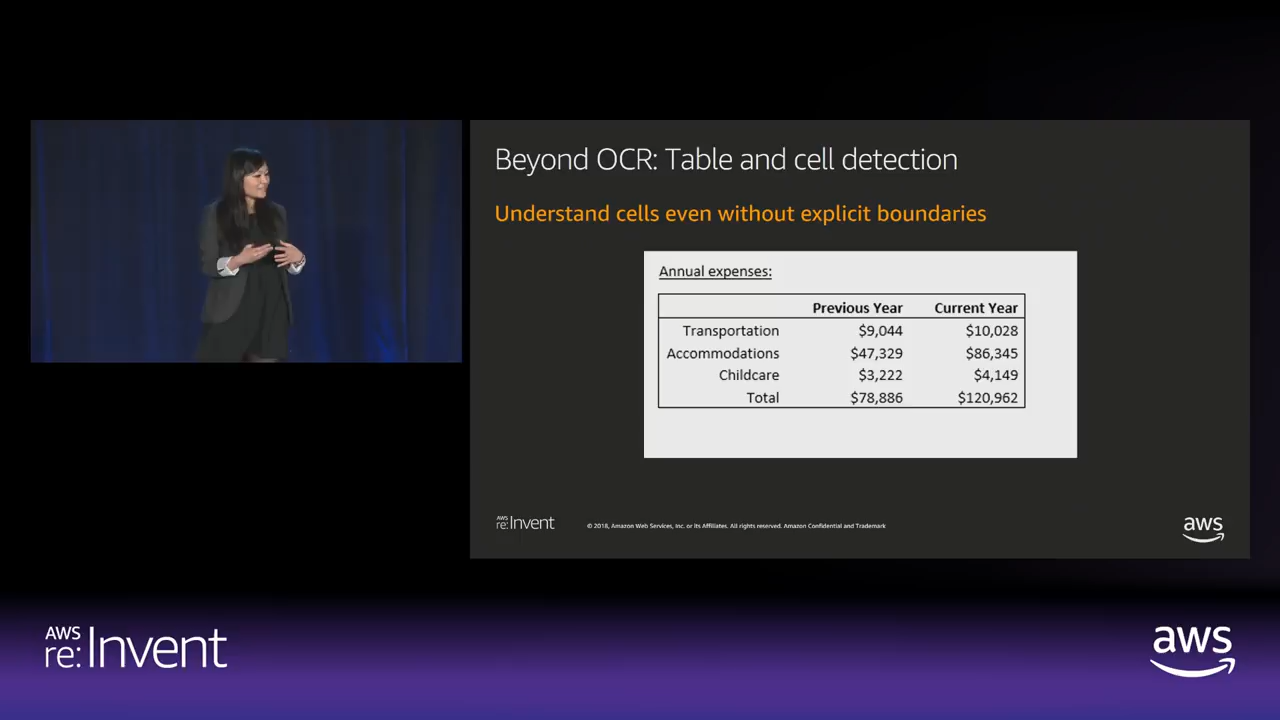 Beyond OCR: Table and cell detection
Understand cells even without explicit boundaries
Annual expenses:
Previous Year Current Year
Transportation $9,044 $10,028
Accommodations $47,329 $86,345
Childcare $3,222 $4,149
Total $78,886 $120,962
AWS
re:Invent
© 2018, Amazon Web Services, Inc. or its Affiliates. All rights reserved. Amazon Confidential and Trademark
aws
AWS
re:Invent
aws